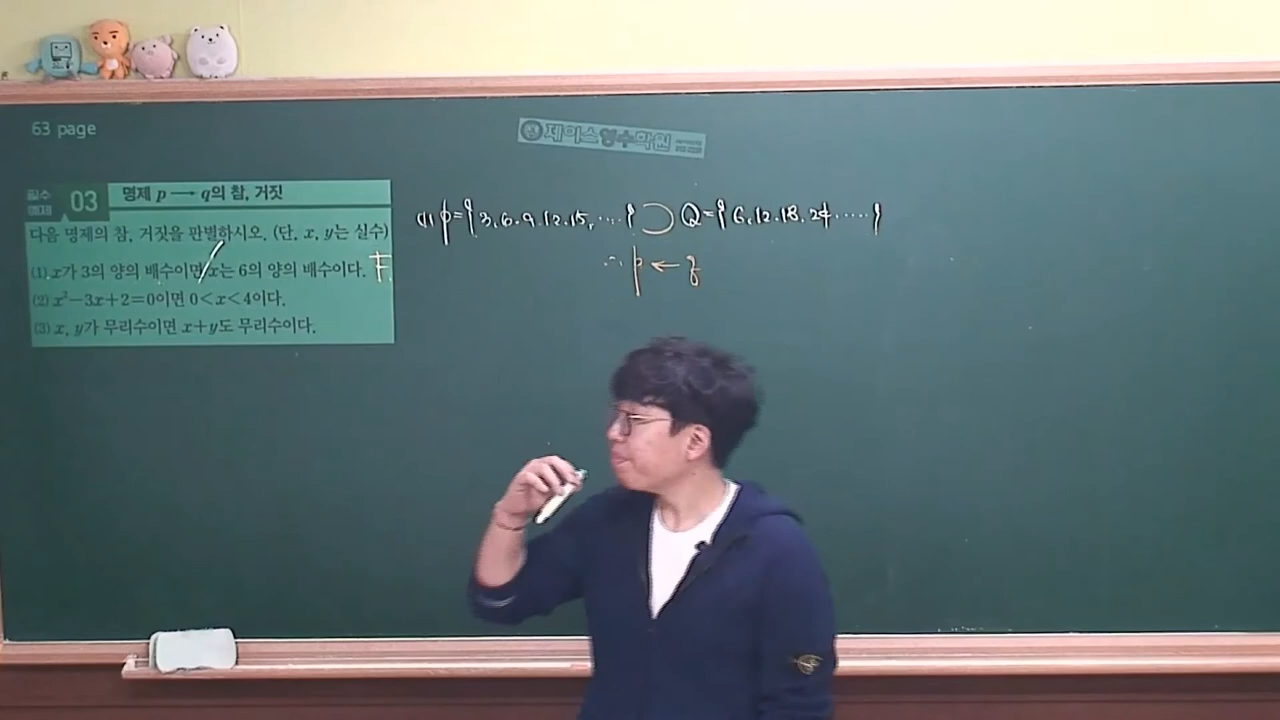 63 page
제이스영수학원
필수 예제 03 명제 p → q의 참, 거짓
다음 명제의 참, 거짓을 판별하시오. (단, x, y는 실수)
(1) x가 3의 양의 배수이면 x는 6의 양의 배수이다. F
(2) x²−3x+2=0이면 0<x<4이다.
(3) x, y가 무리수이면 x+y도 무리수이다.
(1) P={3, 6, 9, 12, 15, ....} ⊃ Q={6, 12, 18, 24 .....}
∴ p ← q